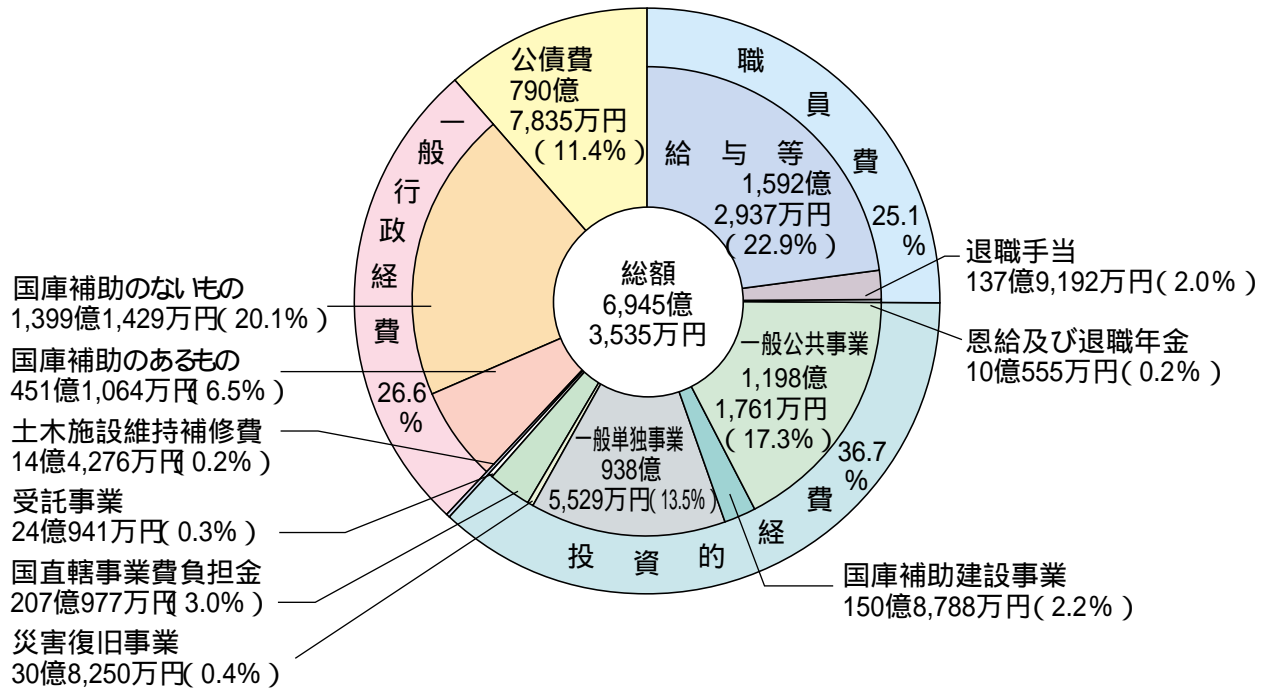 公債費
790億
7,835万円
(11.4%)
職員費
25.1
%
給与等
1,592億
2,937万円
(22.9%)
退職手当
137億9,192万円(2.0%)
恩給及び退職年金
10億555万円(0.2%)
総額
6,945億
3,535万円
一般公共事業
1,198億
1,761万円
(17.3%)
36.7
%
投資的経費
国庫補助建設事業
150億8,788万円(2.2%)
一般単独事業
938億
5,529万円(13.5%)
一般行政経費
26.6
%
国庫補助のないもの
1,399億1,429万円(20.1%)
国庫補助のあるもの
451億1,064万円(6.5%)
土木施設維持補修費
14億4,276万円(0.2%)
受託事業
24億941万円(0.3%)
国直轄事業費負担金
207億977万円(3.0%)
災害復旧事業
30億8,250万円(0.4%)